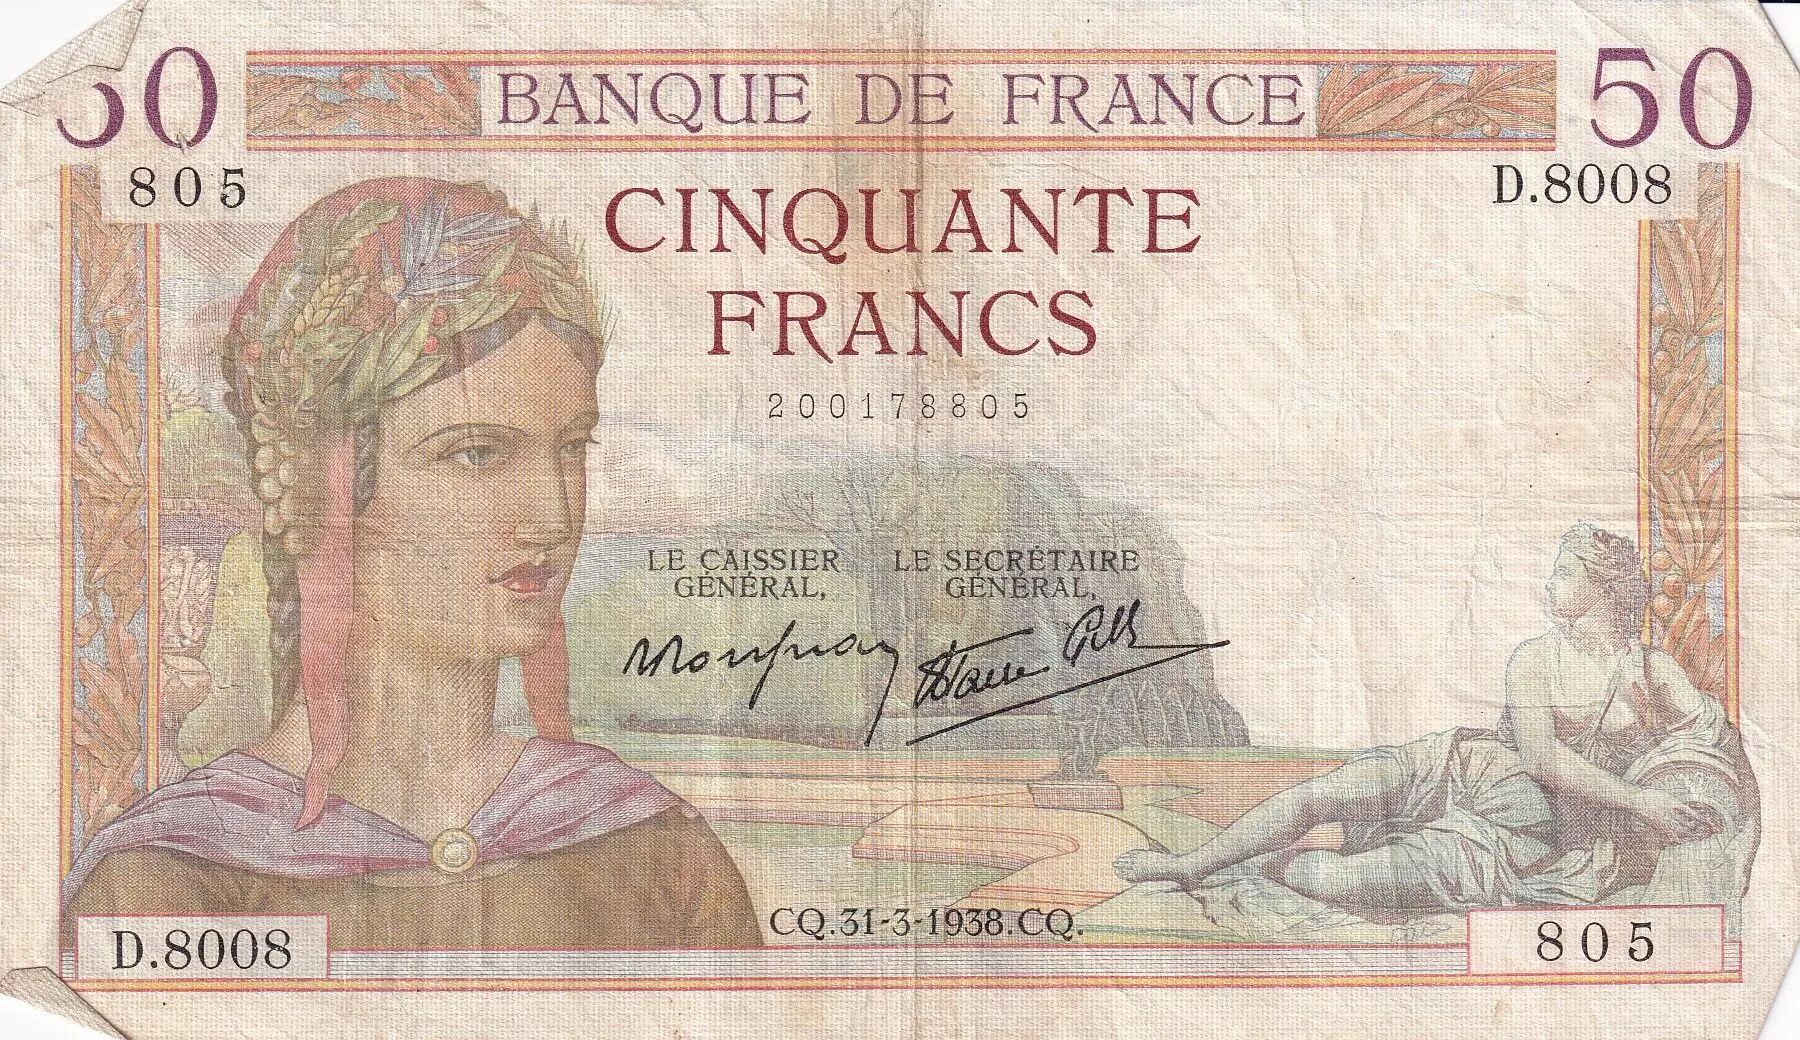 50 BANQUE DE FRANCE 50
805 D.8008
CINQUANTE
FRANCS
200178805
LE CAISSIER GÉNÉRAL,
LE SECRÉTAIRE GÉNÉRAL,
CQ.31-3-1938.CQ.
D.8008 805